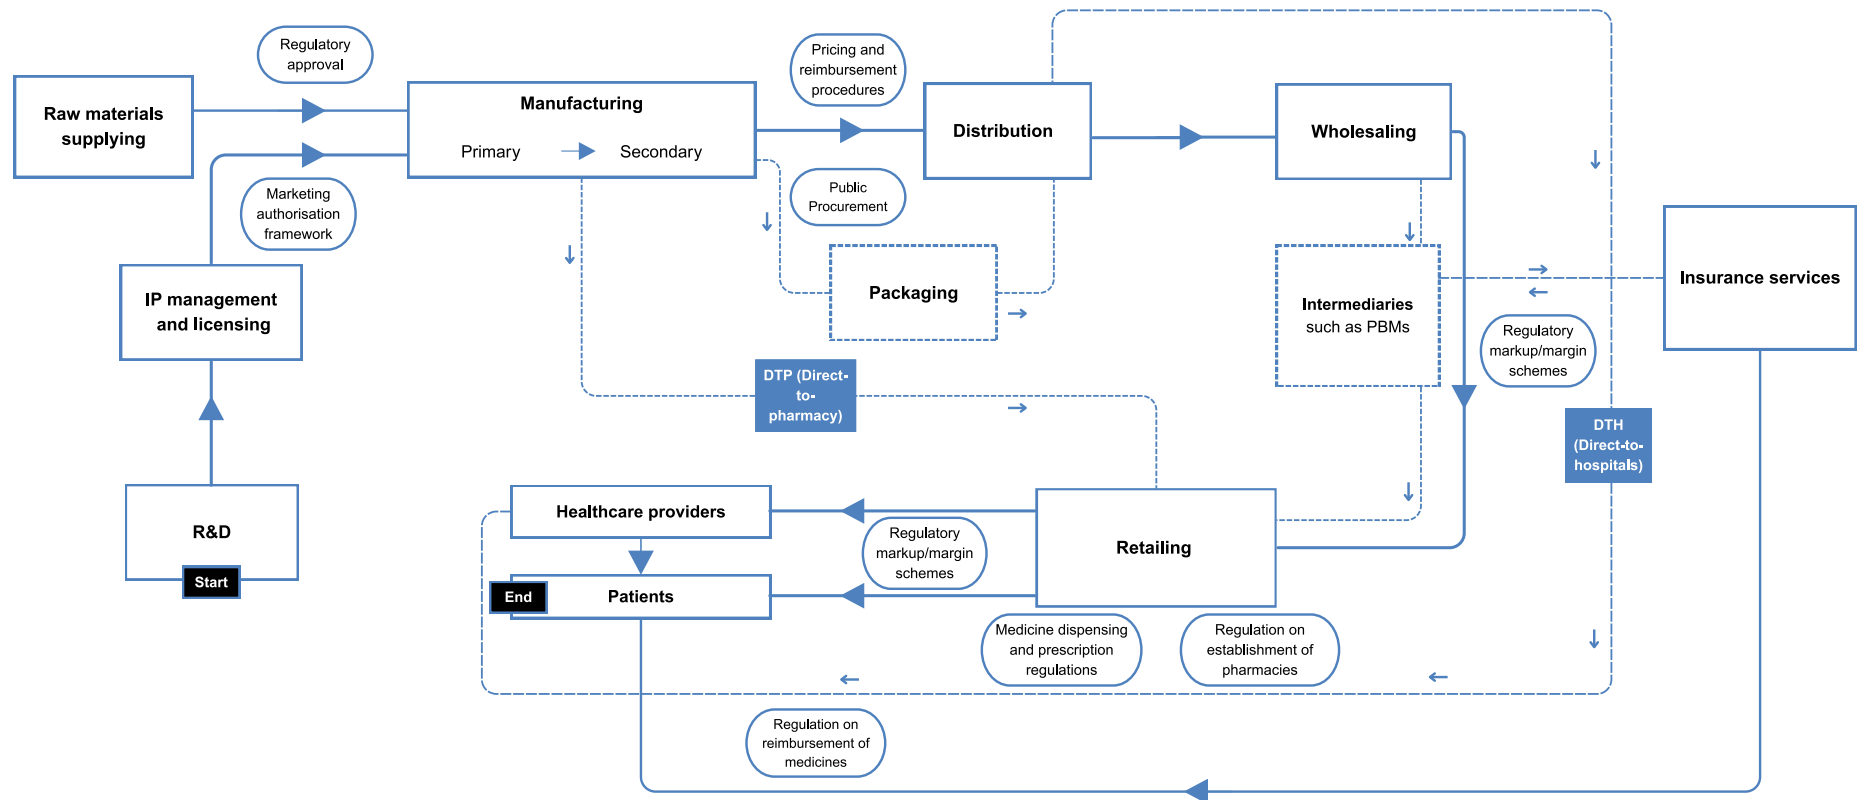 Regulatory
approval
Raw materials
supplying
Manufacturing
Primary
Secondary
Pricing and
reimbursement
procedures
Distribution
Wholesaling
Marketing
authorisation
framework
Public
Procurement
IP management
and licensing
Packaging
Intermediaries
such as PBMs
Insurance services
Regulatory
markup/margin
schemes
DTP (Direct-
to-
pharmacy)
DTH
(Direct-to-
hospitals)
R&D
Start
Healthcare providers
Regulatory
markup/margin
schemes
Retailing
End
Patients
Medicine dispensing
and prescription
regulations
Regulation on
establishment of
pharmacies
Regulation on
reimbursement of
medicines